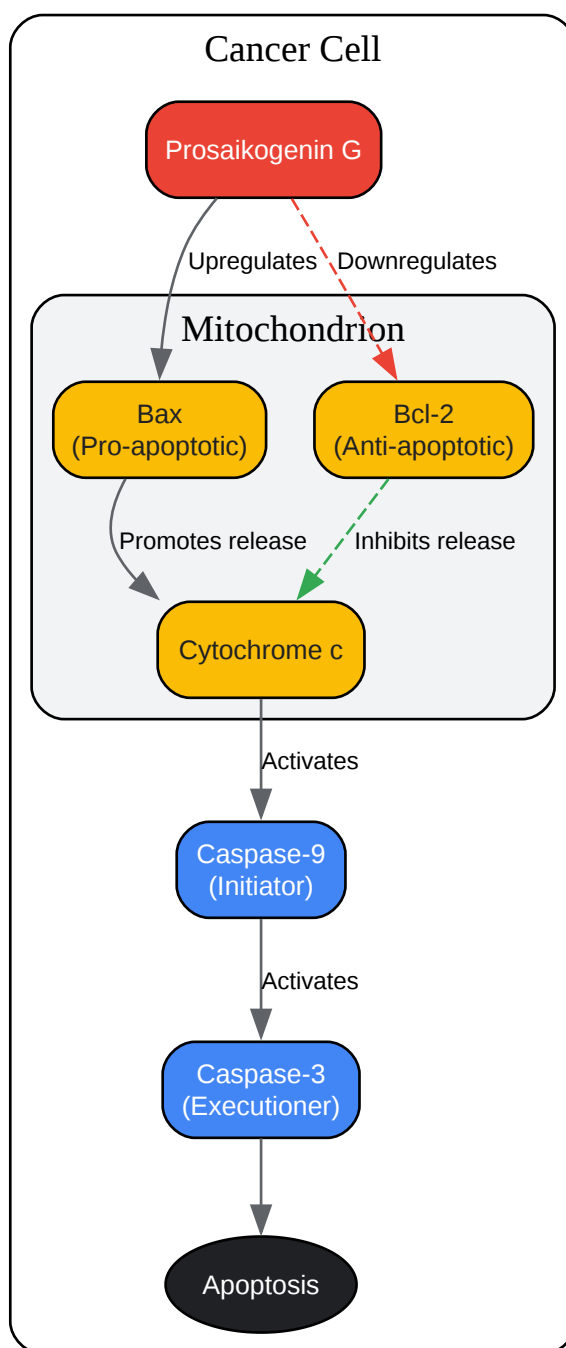 Cancer Cell
Prosaikogenin G
Upregulates
Downregulates
Mitochondrion
Bax
(Pro-apoptotic)
Bcl-2
(Anti-apoptotic)
Promotes release
Inhibits release
Cytochrome c
Activates
Caspase-9
(Initiator)
Activates
Caspase-3
(Executioner)
Apoptosis